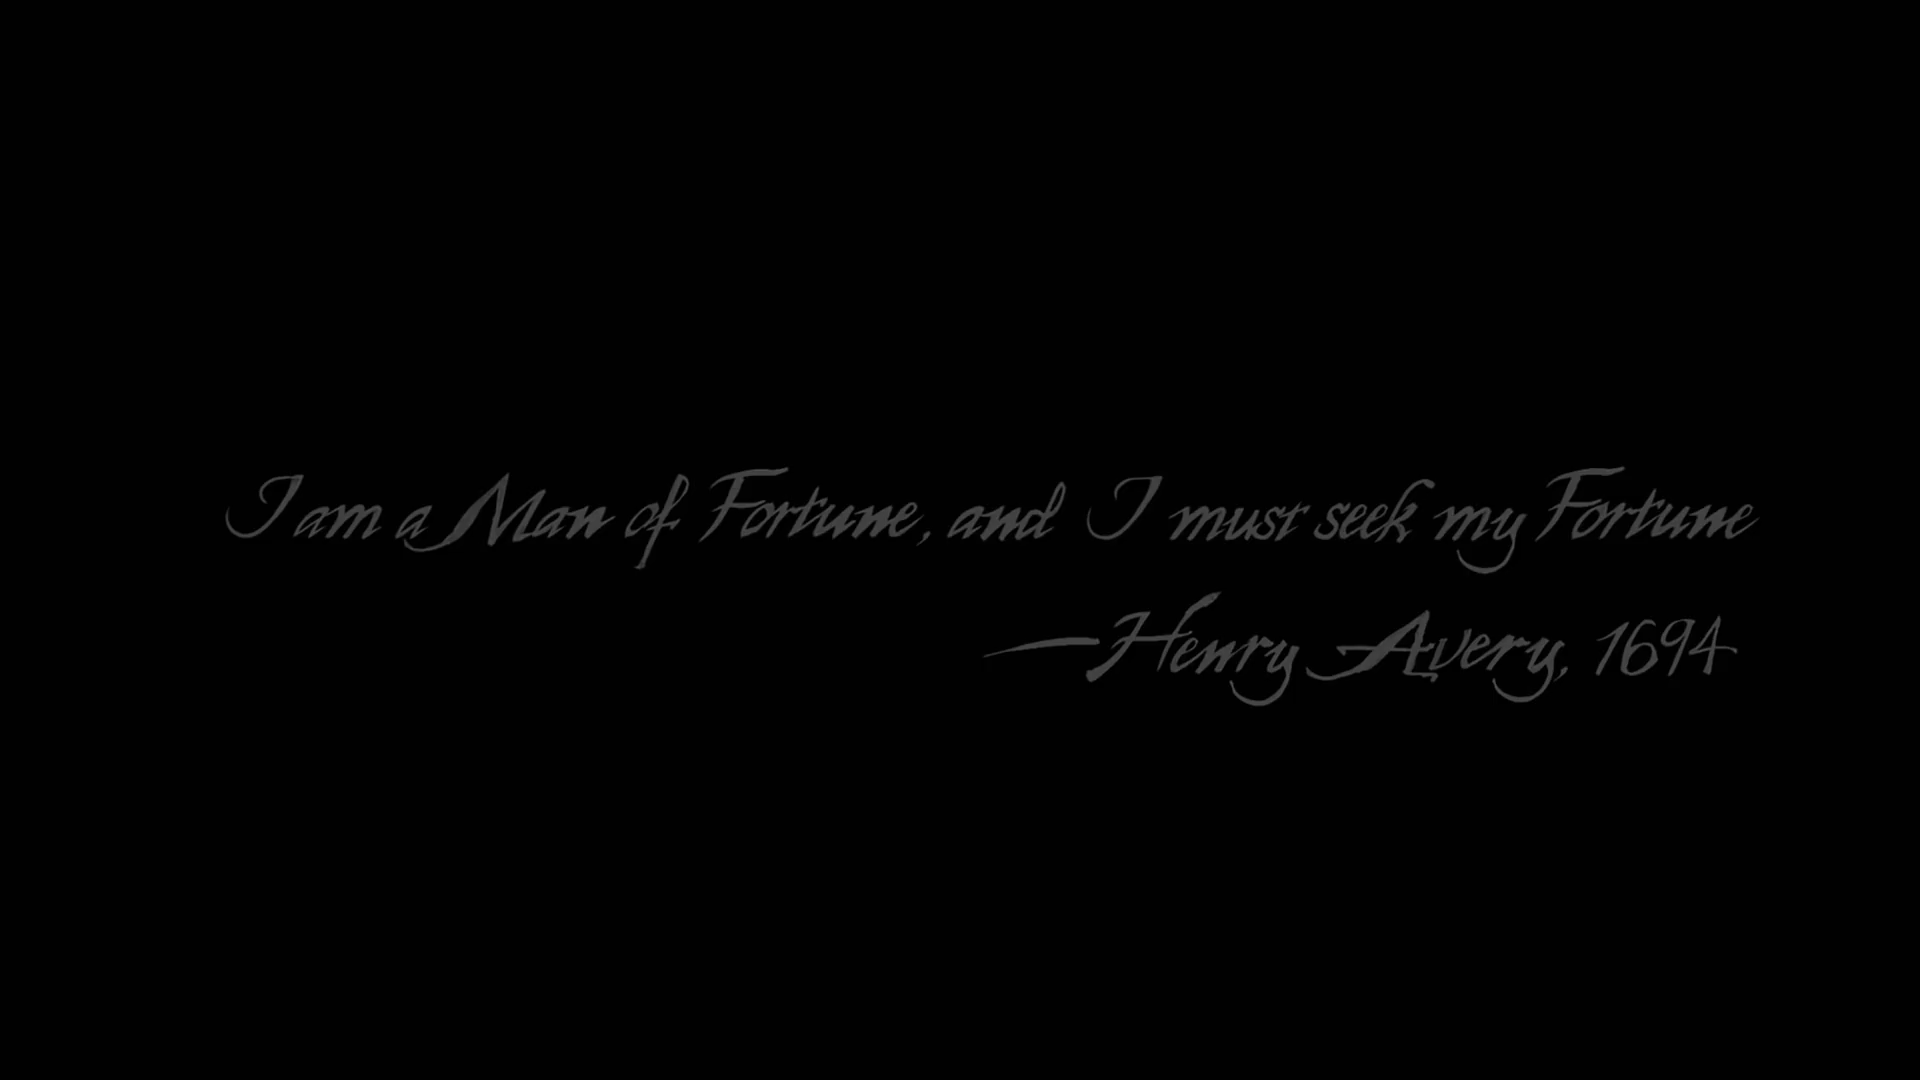 I am a Man of Fortune, and I must seek my Fortune
—Henry Avery, 1694